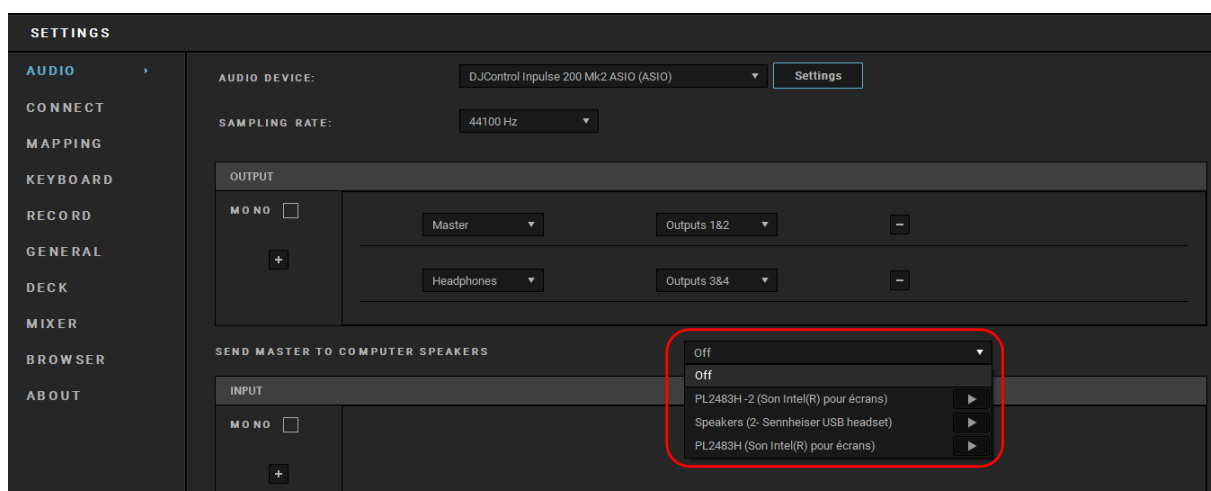 SETTINGS
AUDIO
CONNECT
MAPPING
KEYBOARD
RECORD
GENERAL
DECK
MIXER
BROWSER
ABOUT
AUDIO DEVICE: DJControl Inpulse 200 Mk2 ASIO (ASIO) Settings
SAMPLING RATE: 44100 Hz
OUTPUT
MONO Master Outputs 1&2 −
+
Headphones Outputs 3&4 −
SEND MASTER TO COMPUTER SPEAKERS Off
Off
PL2483H-2 (Son Intel(R) pour écrans)
Speakers (2- Sennheiser USB headset)
PL2483H (Son Intel(R) pour écrans)
INPUT
MONO
+